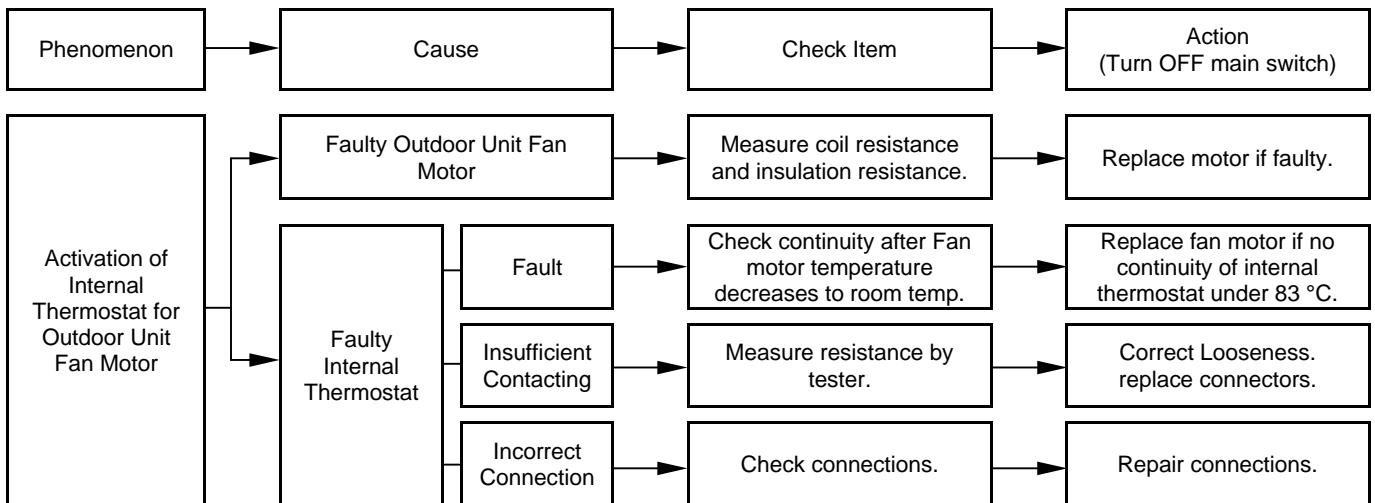 Phenomenon
Cause
Check Item
Action
(Turn OFF main switch)
Activation of
Internal
Thermostat for
Outdoor Unit
Fan Motor
Faulty Outdoor Unit Fan
Motor
Measure coil resistance
and insulation resistance.
Replace motor if faulty.
Faulty
Internal
Thermostat
Fault
Check continuity after Fan
motor temperature
decreases to room temp.
Replace fan motor if no
continuity of internal
thermostat under 83 °C.
Insufficient
Contacting
Measure resistance by
tester.
Correct Looseness.
replace connectors.
Incorrect
Connection
Check connections.
Repair connections.